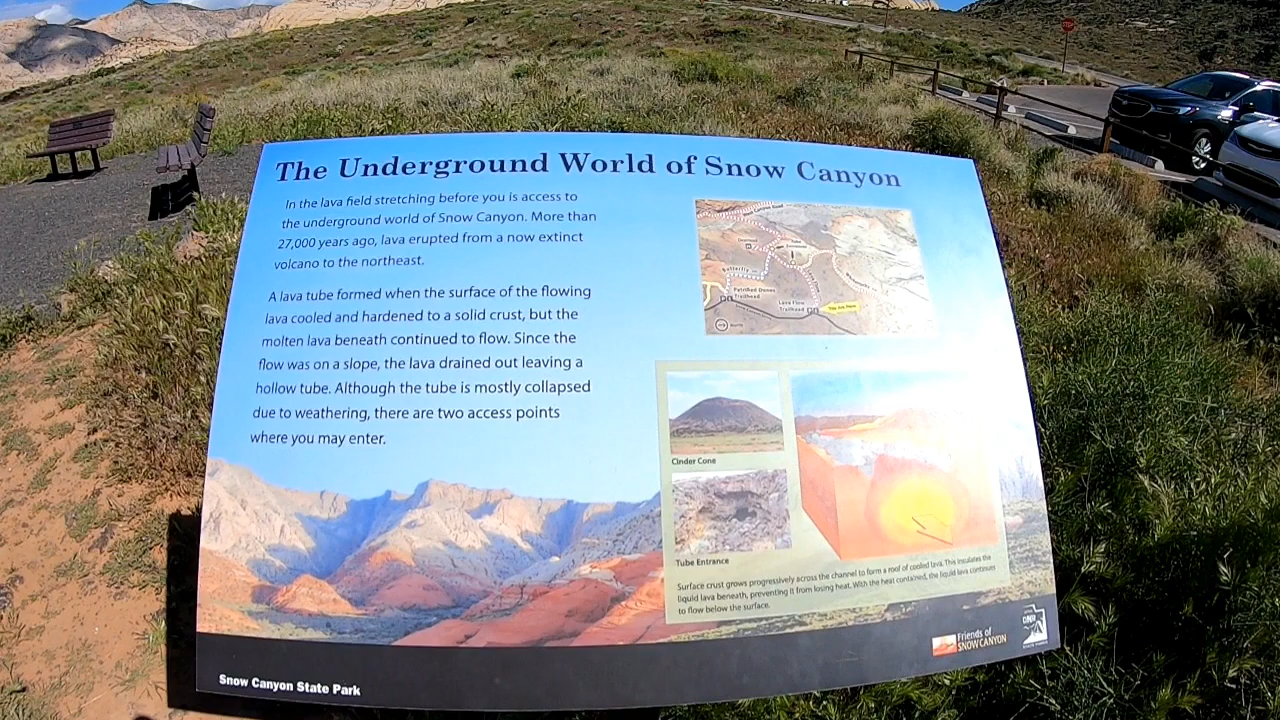 STOP
The Underground World of Snow Canyon
In the lava field stretching before you is access to
the underground world of Snow Canyon. More than
27,000 years ago, lava erupted from a now extinct
volcano to the northeast.
A lava tube formed when the surface of the flowing
lava cooled and hardened to a solid crust, but the
molten lava beneath continued to flow. Since the
flow was on a slope, the lava drained out leaving a
hollow tube. Although the tube is mostly collapsed
due to weathering, there are two access points
where you may enter.
Butterfly
Petrified Dunes
Trailhead
Lava Flow
Trailhead
You Are Here
North
Cinder Cone
Tube Entrance
Surface crust grows progressively across the channel to form a roof of cooled lava. This insulates the
liquid lava beneath, preventing it from losing heat. With the heat contained, the liquid lava continues
to flow below the surface.
Friends of
SNOW CANYON
DNR
STATE PARKS
Snow Canyon State Park